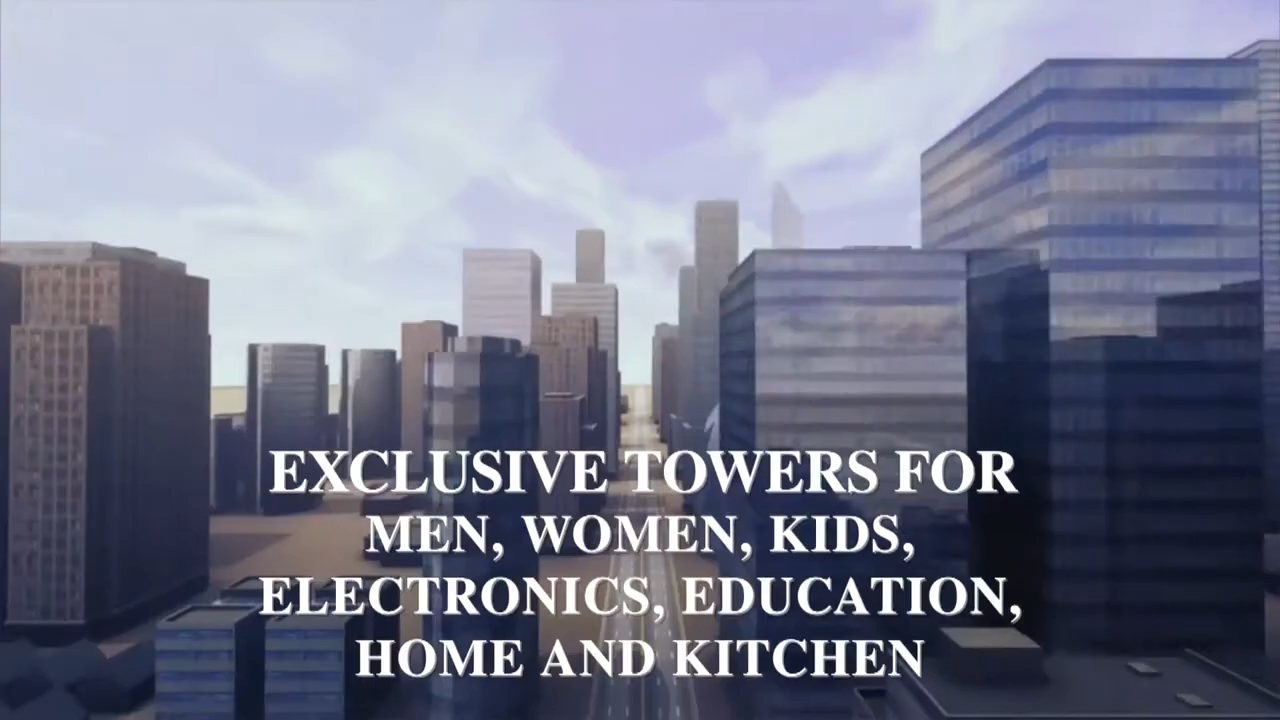 EXCLUSIVE TOWERS FOR
MEN, WOMEN, KIDS,
ELECTRONICS, EDUCATION,
HOME AND KITCHEN